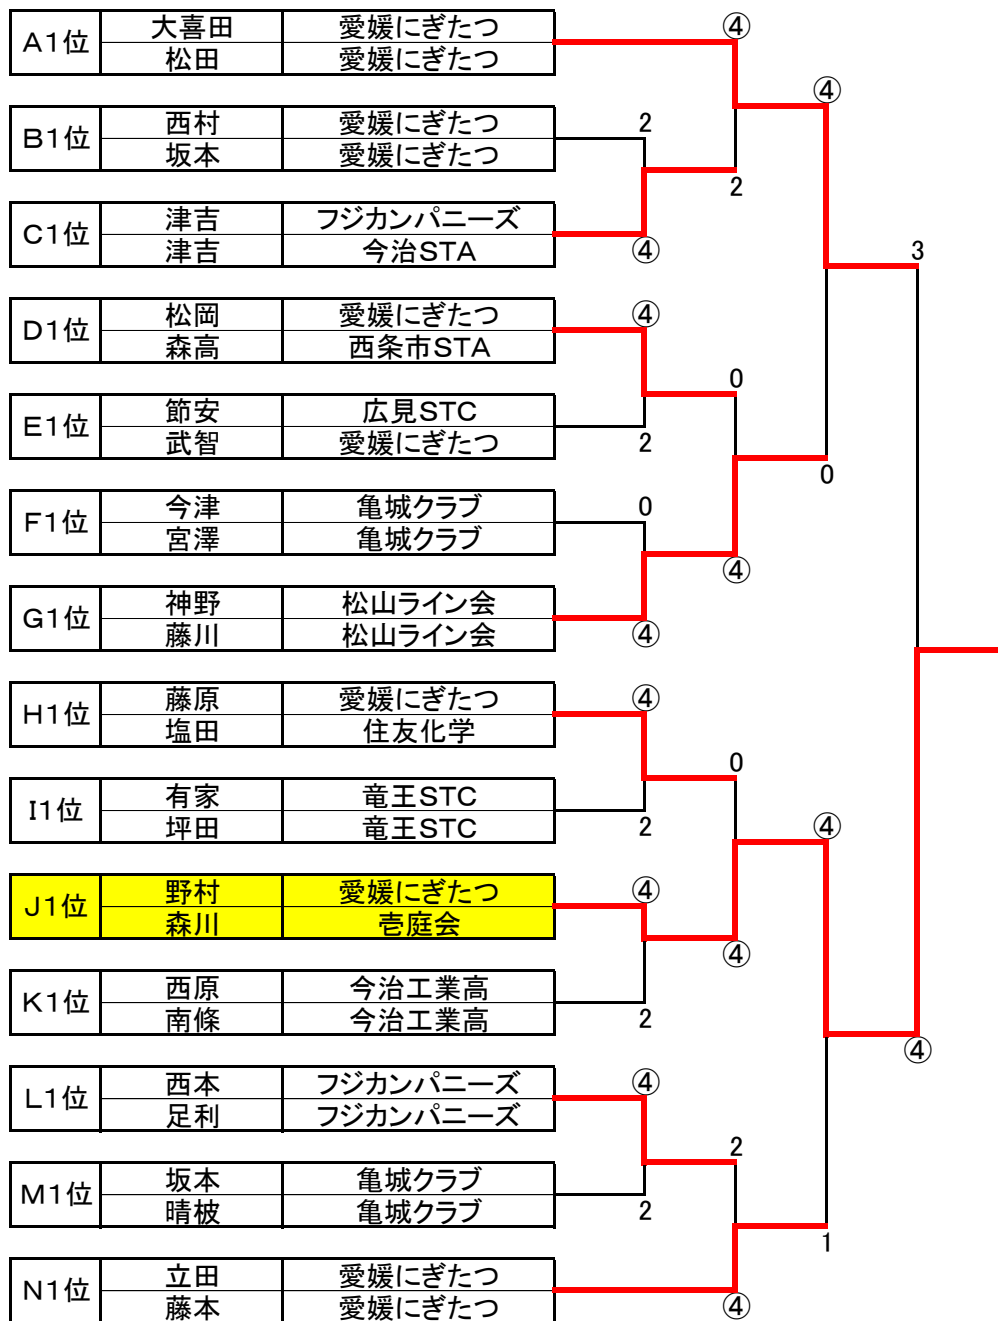 ④
A1位 大喜田 愛媛にぎたつ
松田 愛媛にぎたつ
④
B1位 西村 愛媛にぎたつ 2
坂本 愛媛にぎたつ
2
C1位 津吉 フジカンパニーズ
津吉 今治STA ④
3
D1位 松岡 愛媛にぎたつ ④
森高 西条市STA
0
E1位 節安 広見STC
武智 愛媛にぎたつ 2
0
F1位 今津 亀城クラブ 0
宮澤 亀城クラブ
④
G1位 神野 松山ライン会
藤川 松山ライン会 ④
H1位 藤原 愛媛にぎたつ ④
塩田 住友化学
0
I1位 有家 竜王STC
坪田 竜王STC 2 ④
J1位 野村 愛媛にぎたつ ④
森川 壱庭会
④
K1位 西原 今治工業高
南條 今治工業高 2
④
L1位 西本 フジカンパニーズ ④
足利 フジカンパニーズ
2
M1位 坂本 亀城クラブ
晴柀 亀城クラブ 2
1
N1位 立田 愛媛にぎたつ
藤本 愛媛にぎたつ ④